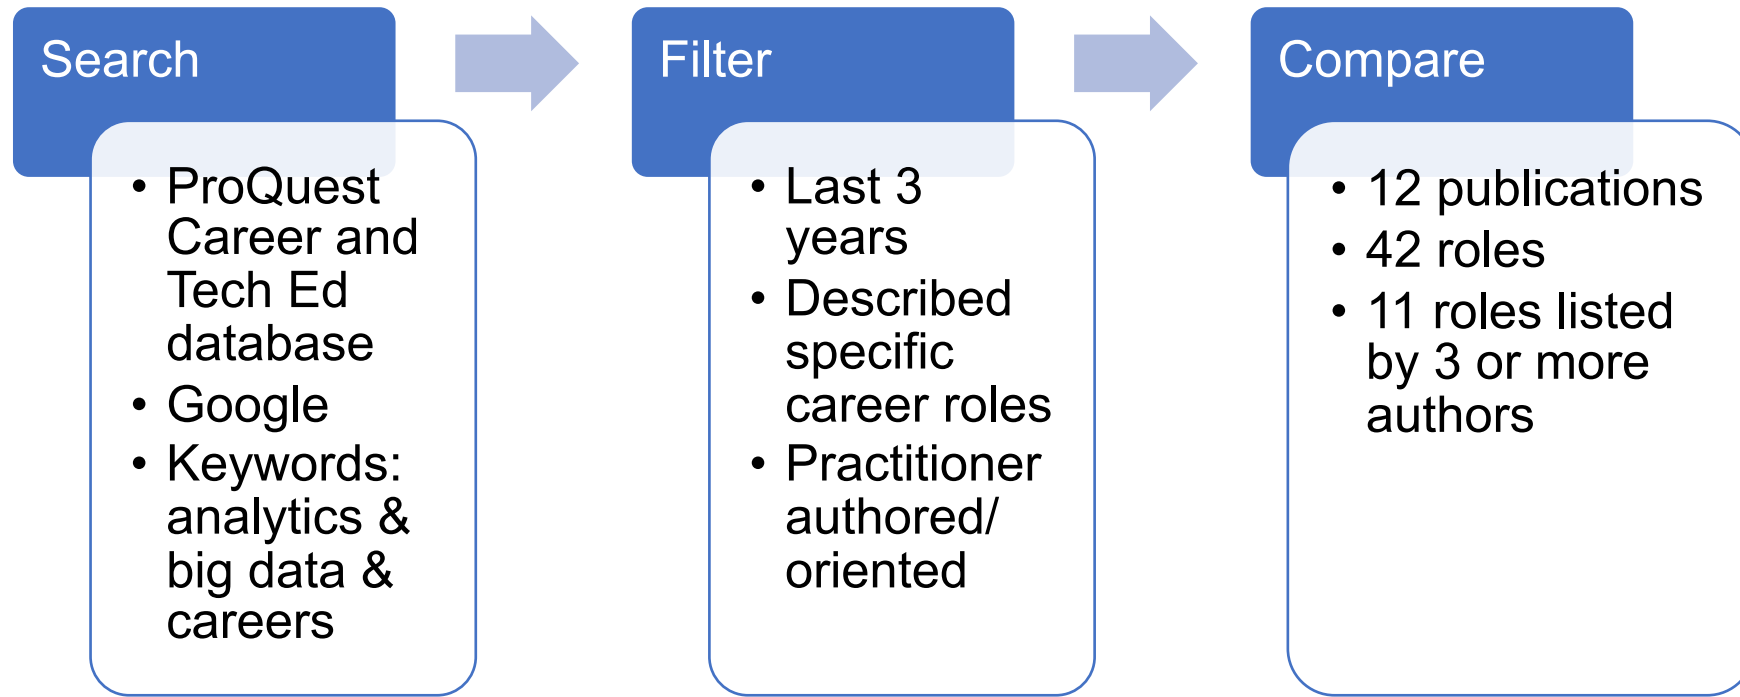 Search
• ProQuest
Career and
Tech Ed
database
• Google
• Keywords:
analytics &
big data &
careers
Filter
• Last 3
years
• Described
specific
career roles
• Practitioner
authored/
oriented
Compare
• 12 publications
• 42 roles
• 11 roles listed
by 3 or more
authors